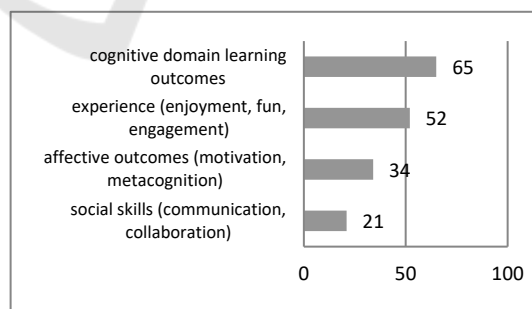 cognitive domain learning
outcomes
65
experience (enjoyment, fun,
engagement)
52
affective outcomes (motivation,
metacognition)
34
social skills (communication,
collaboration)
21
0 50 100